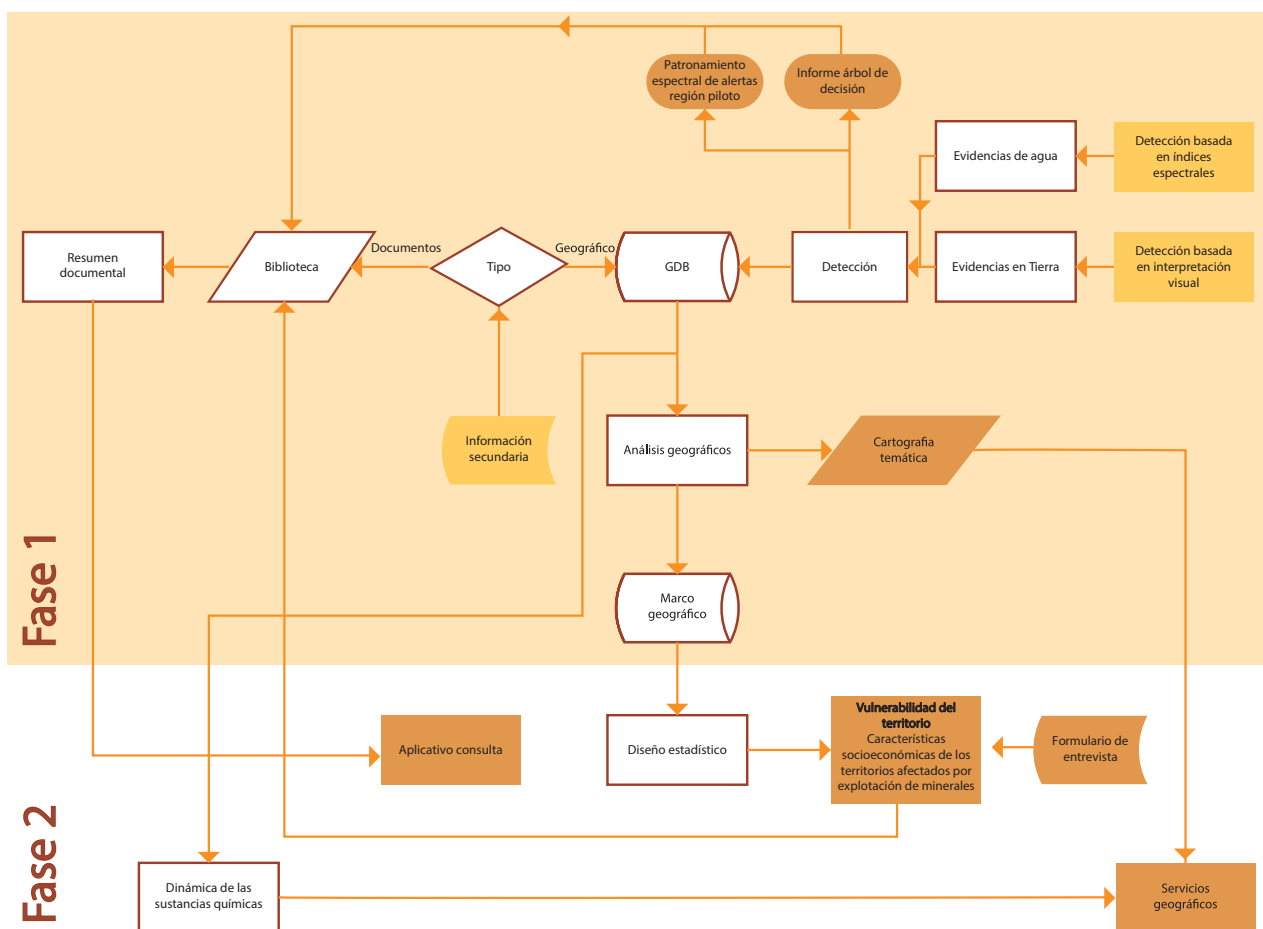 Patronamiento
espectral de alertas
región piloto
Informe árbol de
decisión
Evidencias de agua
Detección basada
en índices
espectrales
Resumen
documental
Biblioteca
Documentos
Tipo
Geográfico
GDB
Detección
Evidencias en Tierra
Detección basada
en interpretación
visual
Información
secundaria
Análisis geográficos
Cartografia
temática
Fase 1
Marco
geográfico
Aplicativo consulta
Diseño estadístico
Vulnerabilidad del
territorio
Características
socioeconómicas de los
territorios afectados por
explotación de minerales
Formulario de
entrevista
Fase 2
Dinámica de las
sustancias químicas
Servicios
geográficos